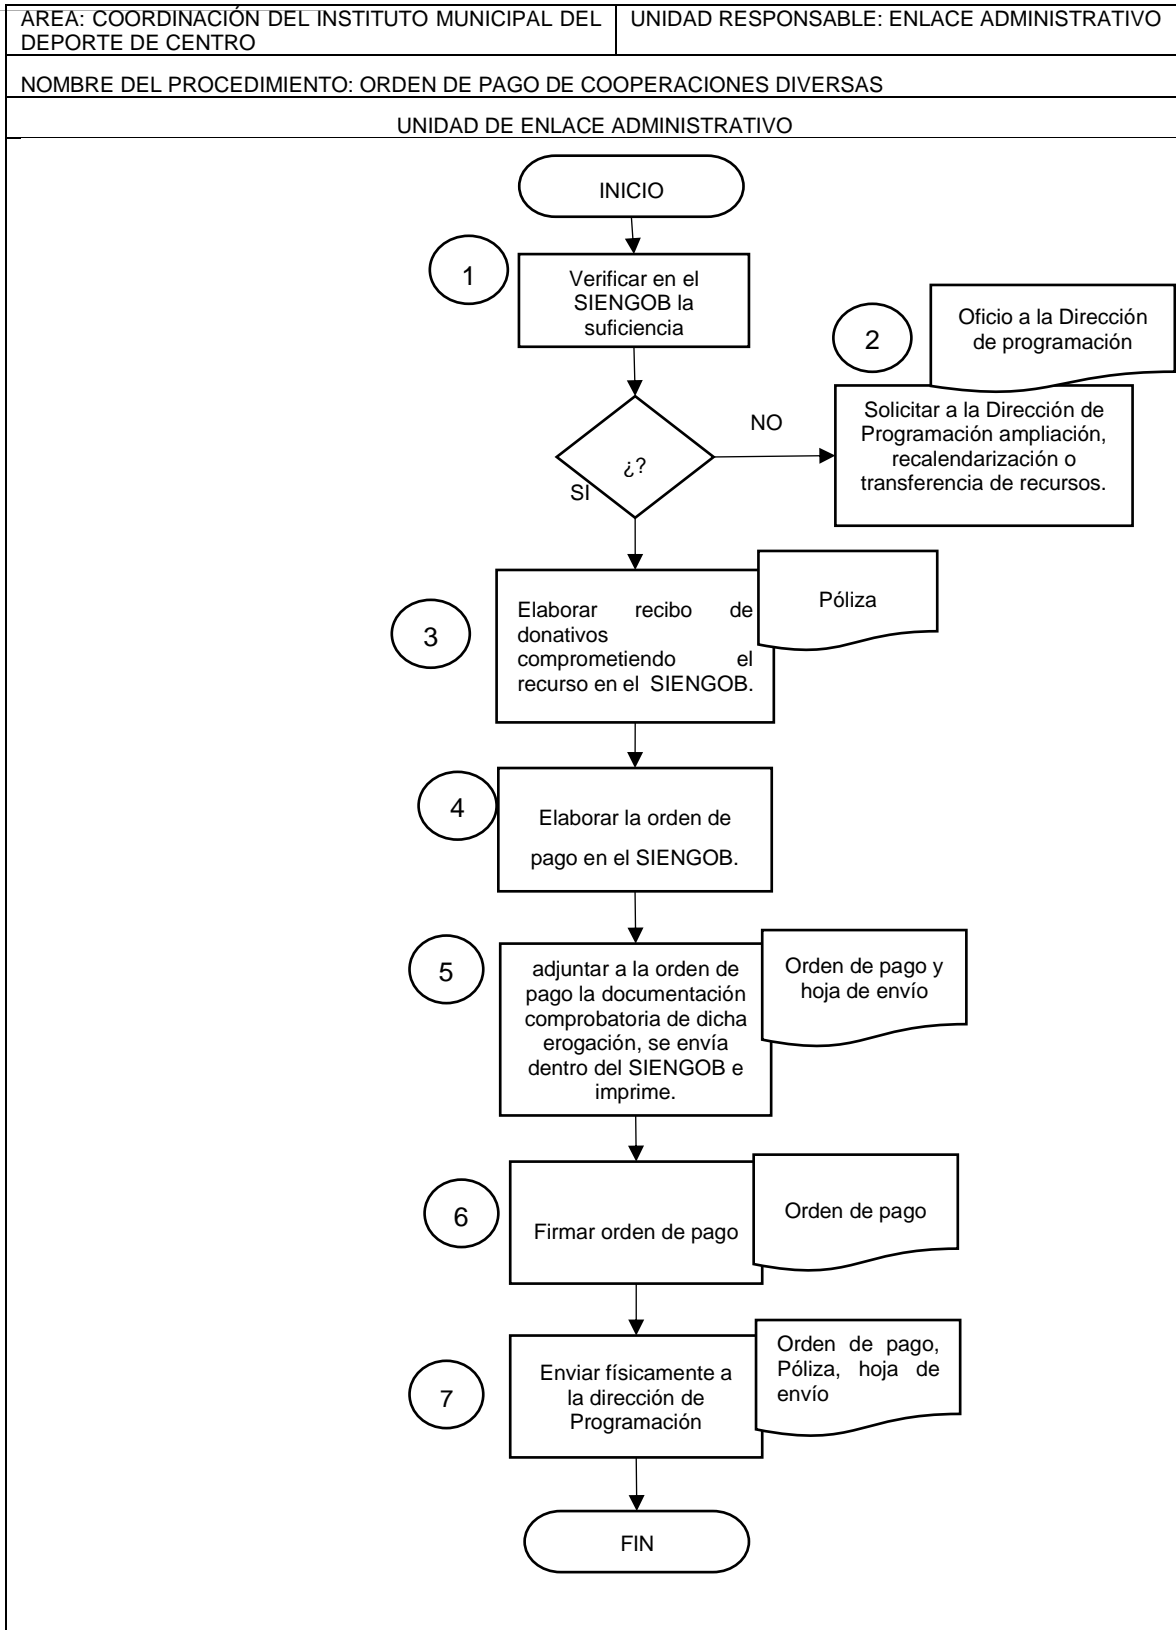 AREA: COORDINACIÓN DEL INSTITUTO MUNICIPAL DEL
DEPORTE DE CENTRO
UNIDAD RESPONSABLE: ENLACE ADMINISTRATIVO
NOMBRE DEL PROCEDIMIENTO: ORDEN DE PAGO DE COOPERACIONES DIVERSAS
UNIDAD DE ENLACE ADMINISTRATIVO
INICIO
1
Verificar en el
SIENGOB la
suficiencia
2
Oficio a la Dirección
de programación
Solicitar a la Dirección de
Programación ampliación,
recalendarización o
transferencia de recursos.
NO
¿?
SI
3
Elaborar recibo de
donativos
comprometiendo el
recurso en el SIENGOB.
Póliza
4
Elaborar la orden de
pago en el SIENGOB.
5
adjuntar a la orden de
pago la documentación
comprobatoria de dicha
erogación, se envía
dentro del SIENGOB e
imprime.
Orden de pago y
hoja de envío
6
Firmar orden de pago
Orden de pago
7
Enviar físicamente a
la dirección de
Programación
Orden de pago,
Póliza, hoja de
envío
FIN